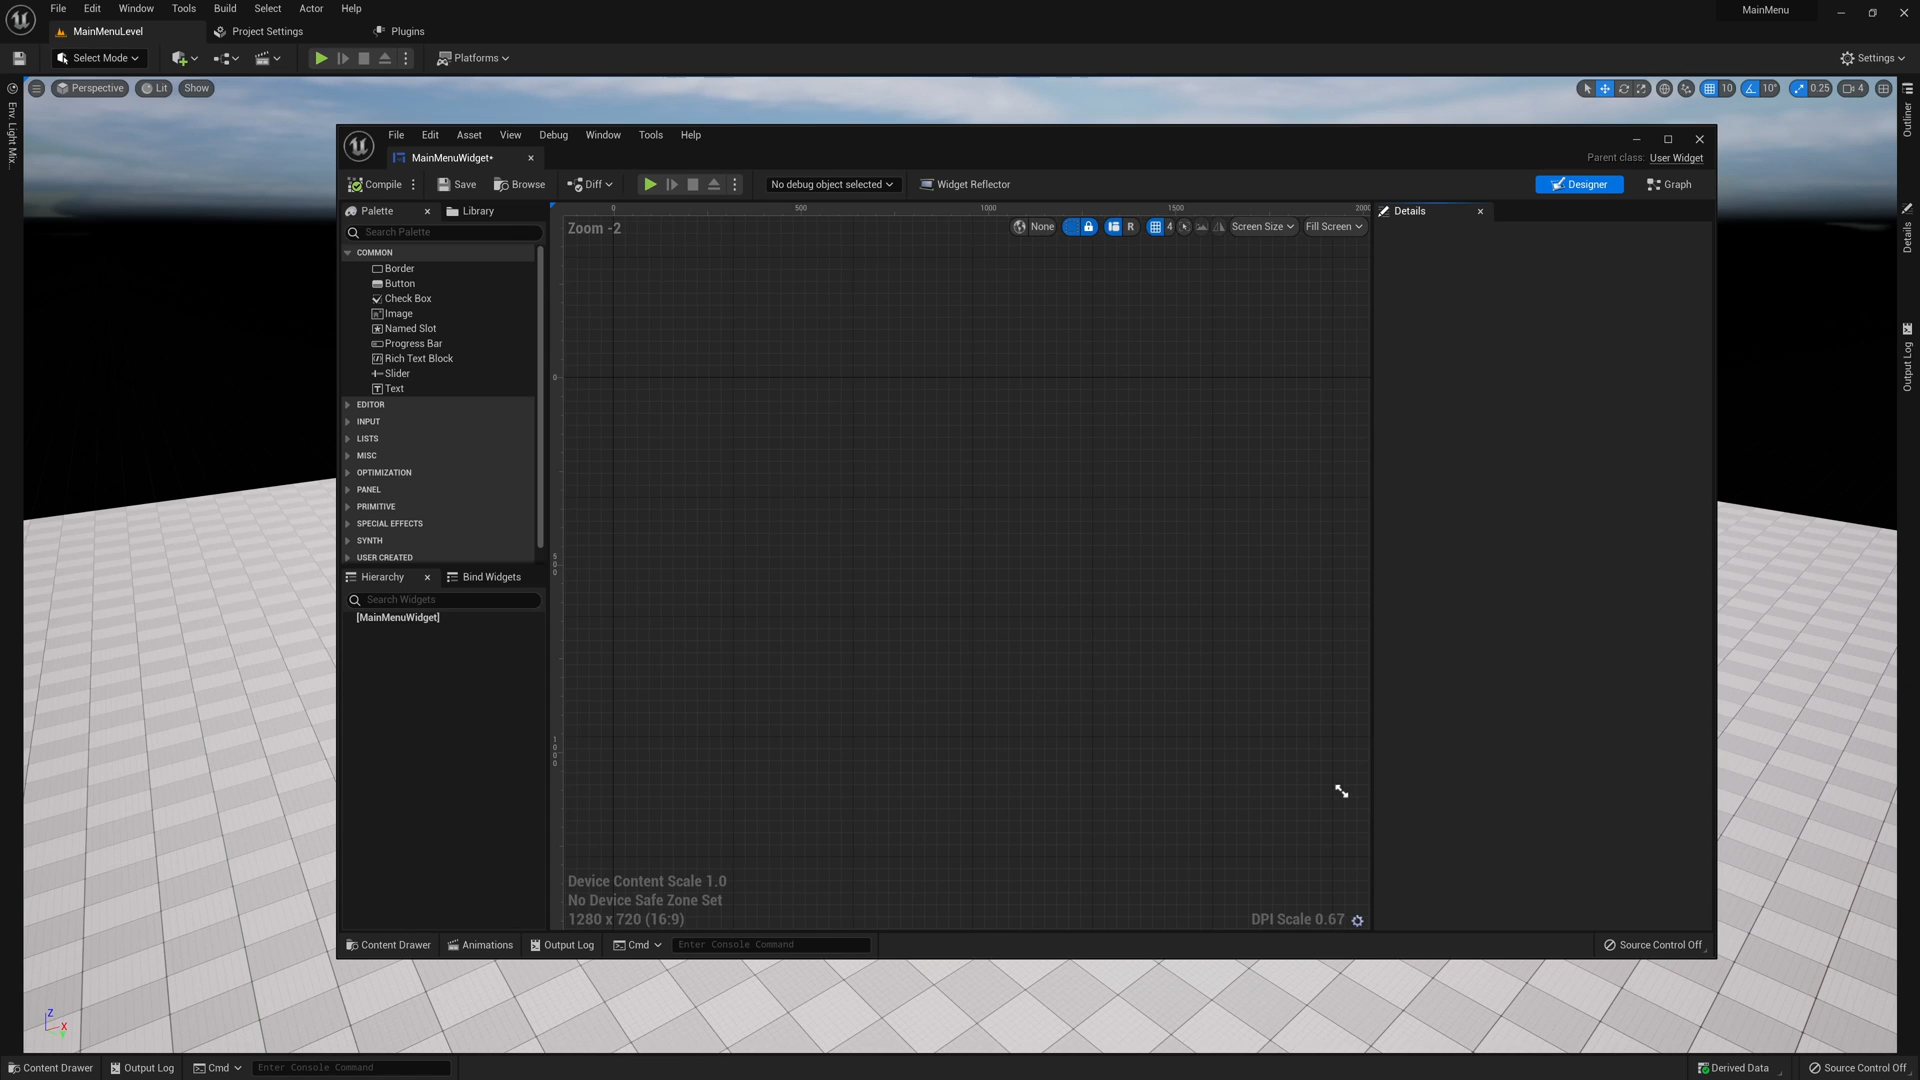 File Edit Window Tools Build Select Actor Help
MainMenu
MainMenuLevel
Project Settings
Plugins
Select Mode
Platforms
Settings
Perspective
Lit
Show
10
10°
0.25
4
Env. Light Mix...
Outliner
Details
Output Log
File Edit Asset View Debug Window Tools Help
MainMenuWidget*
Parent class: User Widget
Compile
Save
Browse
Diff
No debug object selected
Widget Reflector
Designer
Graph
Palette
Library
Search Palette
COMMON
Border
Button
Check Box
Image
Named Slot
Progress Bar
Rich Text Block
Slider
Text
EDITOR
INPUT
LISTS
MISC
OPTIMIZATION
PANEL
PRIMITIVE
SPECIAL EFFECTS
SYNTH
USER CREATED
Hierarchy
Bind Widgets
Search Widgets
[MainMenuWidget]
0 500 1000 1500 2000
Zoom -2
None
R
4
Screen Size
Fill Screen
0
500
1000
Device Content Scale 1.0
No Device Safe Zone Set
1280 x 720 (16:9)
DPI Scale 0.67
Details
Content Drawer
Animations
Output Log
Cmd
Enter Console Command
Source Control Off
Z
X
Content Drawer
Output Log
Cmd
Enter Console Command
Derived Data
Source Control Off